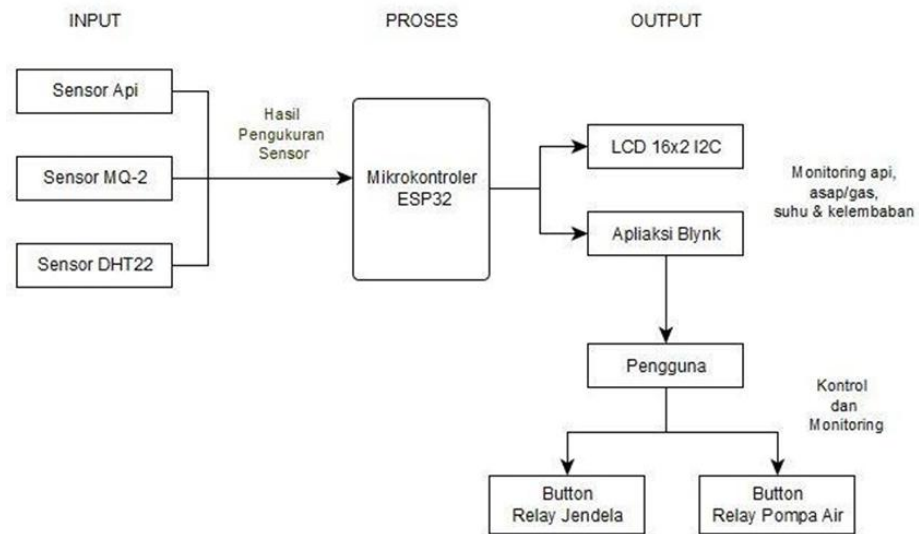 INPUT
PROSES
OUTPUT
Sensor Api
Sensor MQ-2
Sensor DHT22
Hasil
Pengukuran
Sensor
Mikrokontroler
ESP32
LCD 16x2 I2C
Apliaksi Blynk
Monitoring api,
asap/gas,
suhu & kelembaban
Pengguna
Kontrol
dan
Monitoring
Button
Relay Jendela
Button
Relay Pompa Air